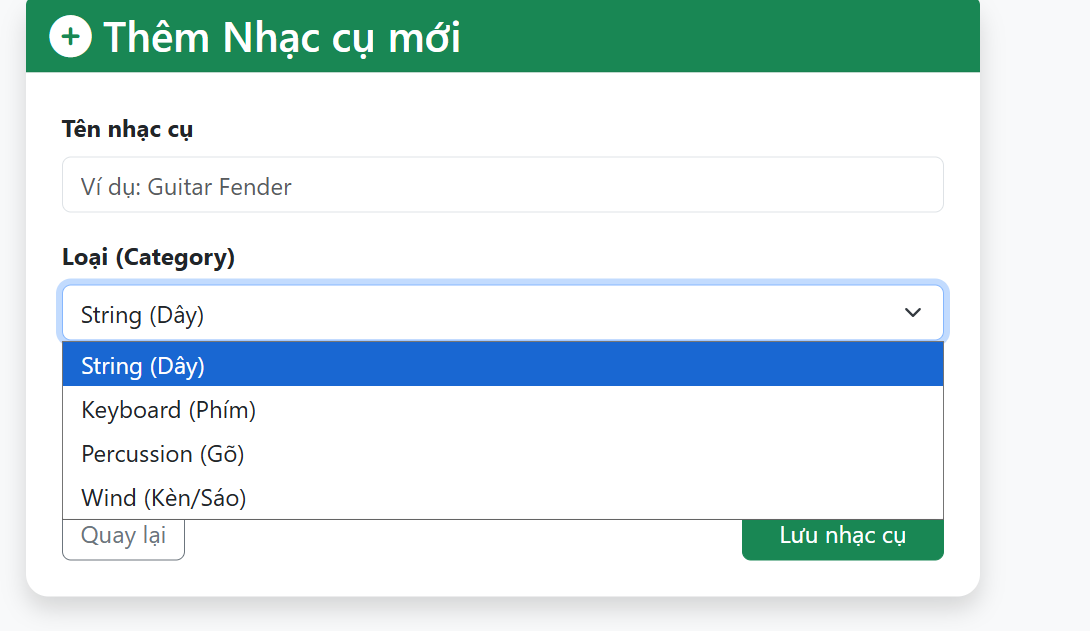 Thêm Nhạc cụ mới
Tên nhạc cụ
Ví dụ: Guitar Fender
Loại (Category)
String (Dây)
String (Dây)
Keyboard (Phím)
Percussion (Gõ)
Wind (Kèn/Sáo)
Quay lại
Lưu nhạc cụ